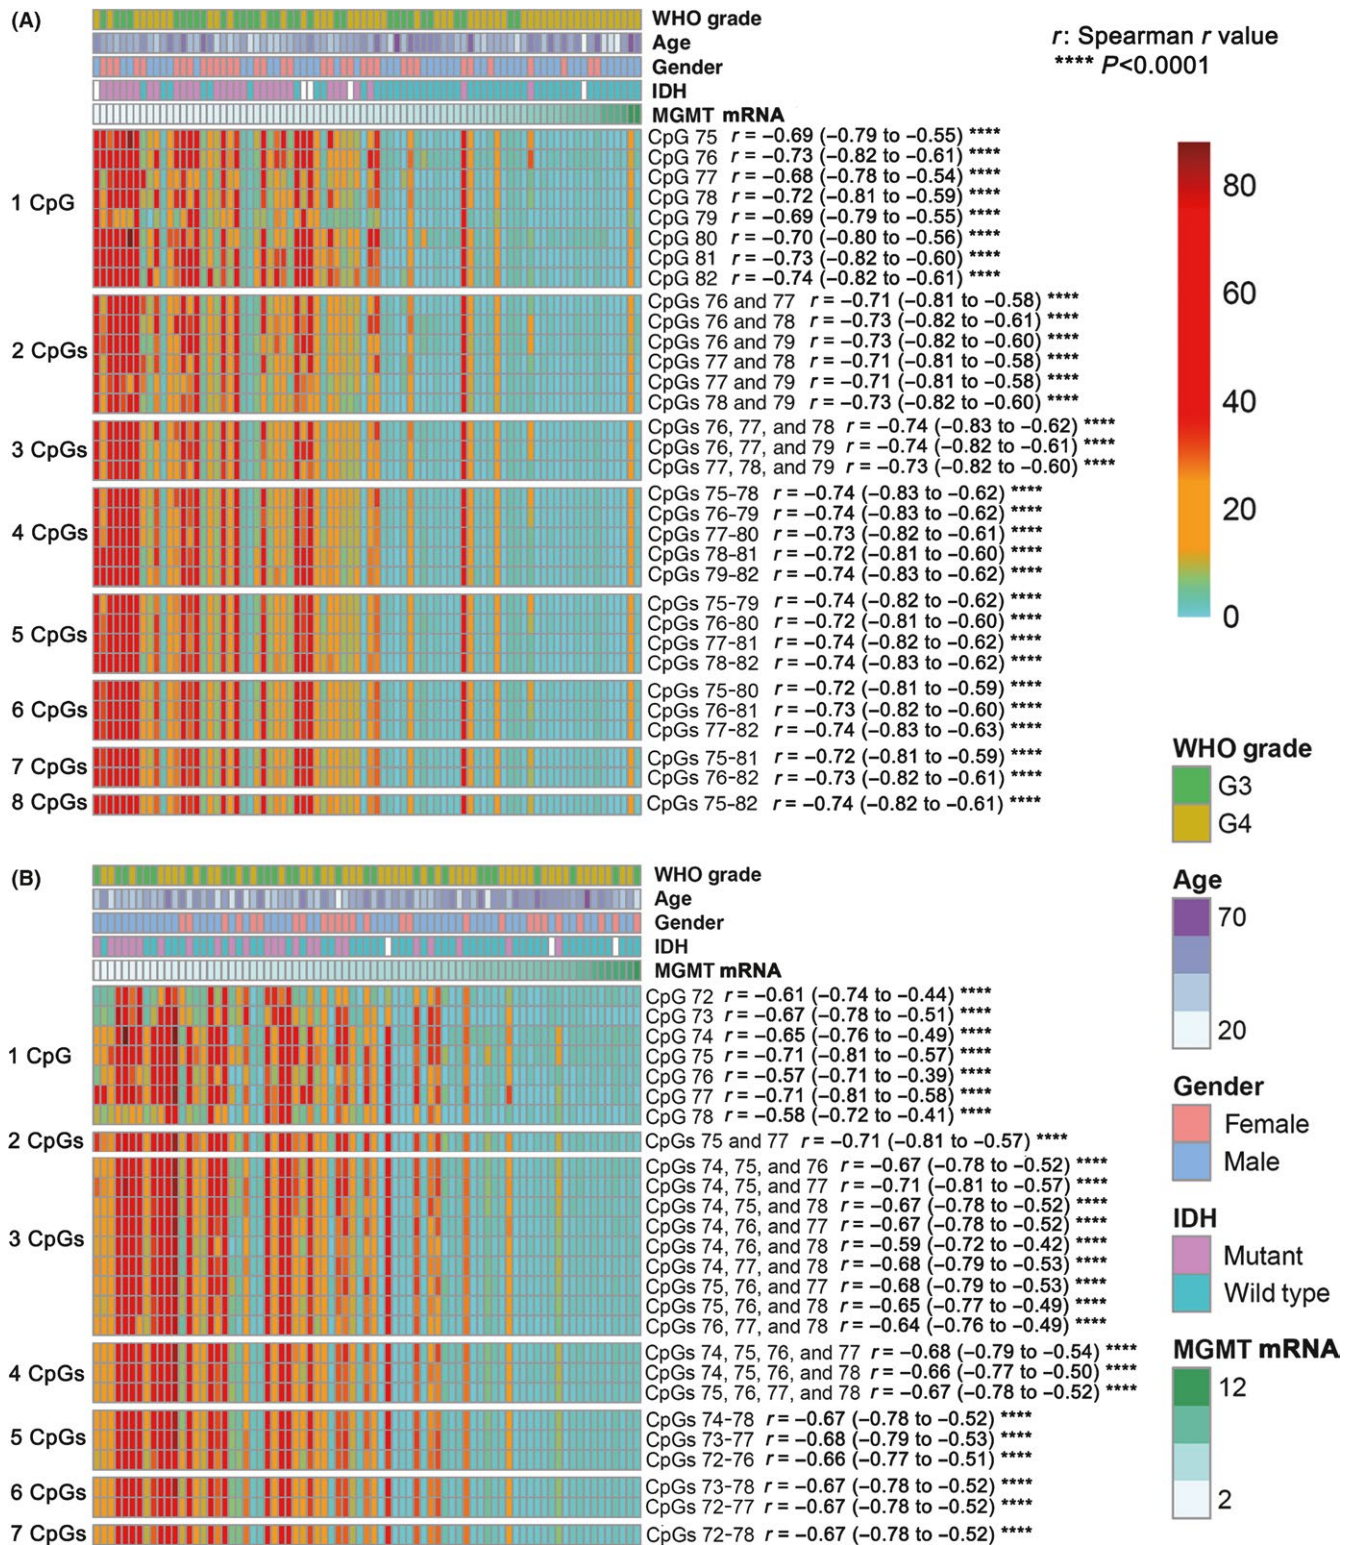 (A)
WHO grade
Age
Gender
IDH
MGMT mRNA
r: Spearman r value
**** P<0.0001
1 CpG
CpG 75 r = −0.69 (−0.79 to −0.55) ****
CpG 76 r = −0.73 (−0.82 to −0.61) ****
CpG 77 r = −0.68 (−0.78 to −0.54) ****
CpG 78 r = −0.72 (−0.81 to −0.59) ****
CpG 79 r = −0.69 (−0.79 to −0.55) ****
CpG 80 r = −0.70 (−0.80 to −0.56) ****
CpG 81 r = −0.73 (−0.82 to −0.60) ****
CpG 82 r = −0.74 (−0.82 to −0.61) ****
2 CpGs
CpGs 76 and 77 r = −0.71 (−0.81 to −0.58) ****
CpGs 76 and 78 r = −0.73 (−0.82 to −0.61) ****
CpGs 76 and 79 r = −0.73 (−0.82 to −0.60) ****
CpGs 77 and 78 r = −0.71 (−0.81 to −0.58) ****
CpGs 77 and 79 r = −0.71 (−0.81 to −0.58) ****
CpGs 78 and 79 r = −0.73 (−0.82 to −0.60) ****
3 CpGs
CpGs 76, 77, and 78 r = −0.74 (−0.83 to −0.62) ****
CpGs 76, 77, and 79 r = −0.74 (−0.82 to −0.61) ****
CpGs 77, 78, and 79 r = −0.73 (−0.82 to −0.60) ****
4 CpGs
CpGs 75-78 r = −0.74 (−0.83 to −0.62) ****
CpGs 76-79 r = −0.74 (−0.83 to −0.62) ****
CpGs 77-80 r = −0.73 (−0.82 to −0.61) ****
CpGs 78-81 r = −0.72 (−0.81 to −0.60) ****
CpGs 79-82 r = −0.74 (−0.83 to −0.62) ****
5 CpGs
CpGs 75-79 r = −0.74 (−0.82 to −0.62) ****
CpGs 76-80 r = −0.72 (−0.81 to −0.60) ****
CpGs 77-81 r = −0.74 (−0.82 to −0.62) ****
CpGs 78-82 r = −0.74 (−0.83 to −0.62) ****
6 CpGs
CpGs 75-80 r = −0.72 (−0.81 to −0.59) ****
CpGs 76-81 r = −0.73 (−0.82 to −0.60) ****
CpGs 77-82 r = −0.74 (−0.83 to −0.63) ****
7 CpGs
CpGs 75-81 r = −0.72 (−0.81 to −0.59) ****
CpGs 76-82 r = −0.73 (−0.82 to −0.61) ****
8 CpGs
CpGs 75-82 r = −0.74 (−0.82 to −0.61) ****
80
60
40
20
0
WHO grade
G3
G4
Age
70
20
Gender
Female
Male
IDH
Mutant
Wild type
MGMT mRNA
12
2
(B)
WHO grade
Age
Gender
IDH
MGMT mRNA
1 CpG
CpG 72 r = −0.61 (−0.74 to −0.44) ****
CpG 73 r = −0.67 (−0.78 to −0.51) ****
CpG 74 r = −0.65 (−0.76 to −0.49) ****
CpG 75 r = −0.71 (−0.81 to −0.57) ****
CpG 76 r = −0.57 (−0.71 to −0.39) ****
CpG 77 r = −0.71 (−0.81 to −0.58) ****
CpG 78 r = −0.58 (−0.72 to −0.41) ****
2 CpGs
CpGs 75 and 77 r = −0.71 (−0.81 to −0.57) ****
3 CpGs
CpGs 74, 75, and 76 r = −0.67 (−0.78 to −0.52) ****
CpGs 74, 75, and 77 r = −0.71 (−0.81 to −0.57) ****
CpGs 74, 75, and 78 r = −0.67 (−0.78 to −0.52) ****
CpGs 74, 76, and 77 r = −0.67 (−0.78 to −0.52) ****
CpGs 74, 76, and 78 r = −0.59 (−0.72 to −0.42) ****
CpGs 74, 77, and 78 r = −0.68 (−0.79 to −0.53) ****
CpGs 75, 76, and 77 r = −0.68 (−0.79 to −0.53) ****
CpGs 75, 76, and 78 r = −0.65 (−0.77 to −0.49) ****
CpGs 76, 77, and 78 r = −0.64 (−0.76 to −0.49) ****
4 CpGs
CpGs 74, 75, 76, and 77 r = −0.68 (−0.79 to −0.54) ****
CpGs 74, 75, 76, and 78 r = −0.66 (−0.77 to −0.50) ****
CpGs 75, 76, 77, and 78 r = −0.67 (−0.78 to −0.52) ****
5 CpGs
CpGs 74-78 r = −0.67 (−0.78 to −0.52) ****
CpGs 73-77 r = −0.68 (−0.79 to −0.53) ****
CpGs 72-76 r = −0.66 (−0.77 to −0.51) ****
6 CpGs
CpGs 73-78 r = −0.67 (−0.78 to −0.52) ****
CpGs 72-77 r = −0.67 (−0.78 to −0.52) ****
7 CpGs
CpGs 72-78 r = −0.67 (−0.78 to −0.52) ****